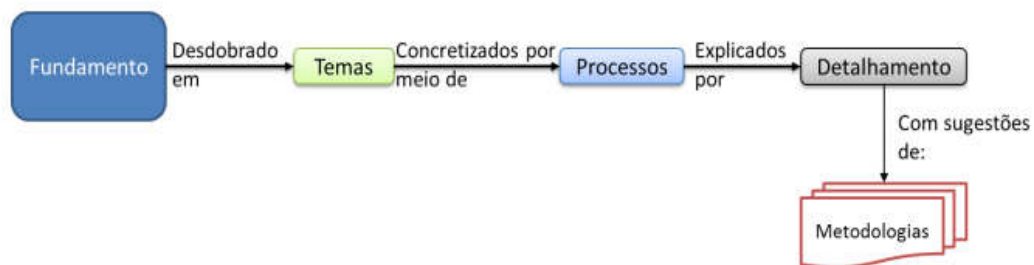 Fundamento
Desdobrado
em
Temas
Concretizados por
meio de
Processos
Explicados
por
Detalhamento
Com sugestões
de:
Metodologias